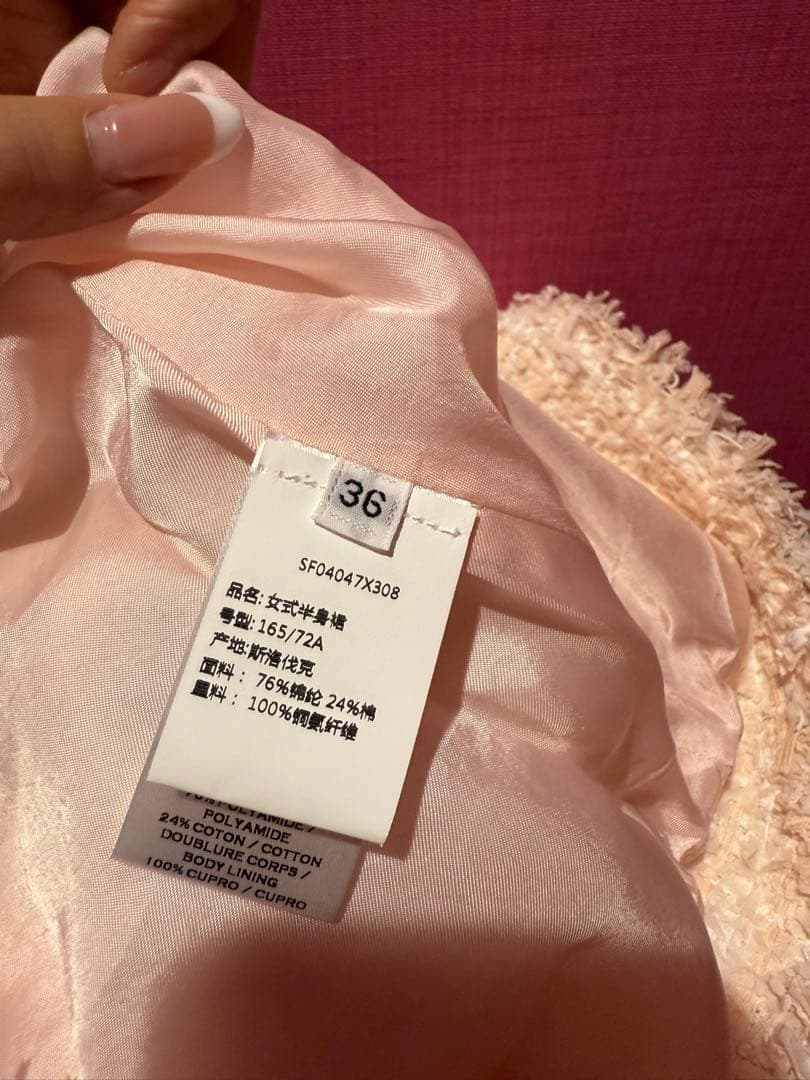 36
SF04047X308
品名: 女式半身裙
号型: 165/72A
产地:斯洛伐克
面料： 76%锦纶 24%棉
里料： 100%铜氨纤维
POLYAMIDE /
POLYAMIDE
24% COTON / COTTON
DOUBLURE CORPS /
BODY LINING
100% CUPRO / CUPRO